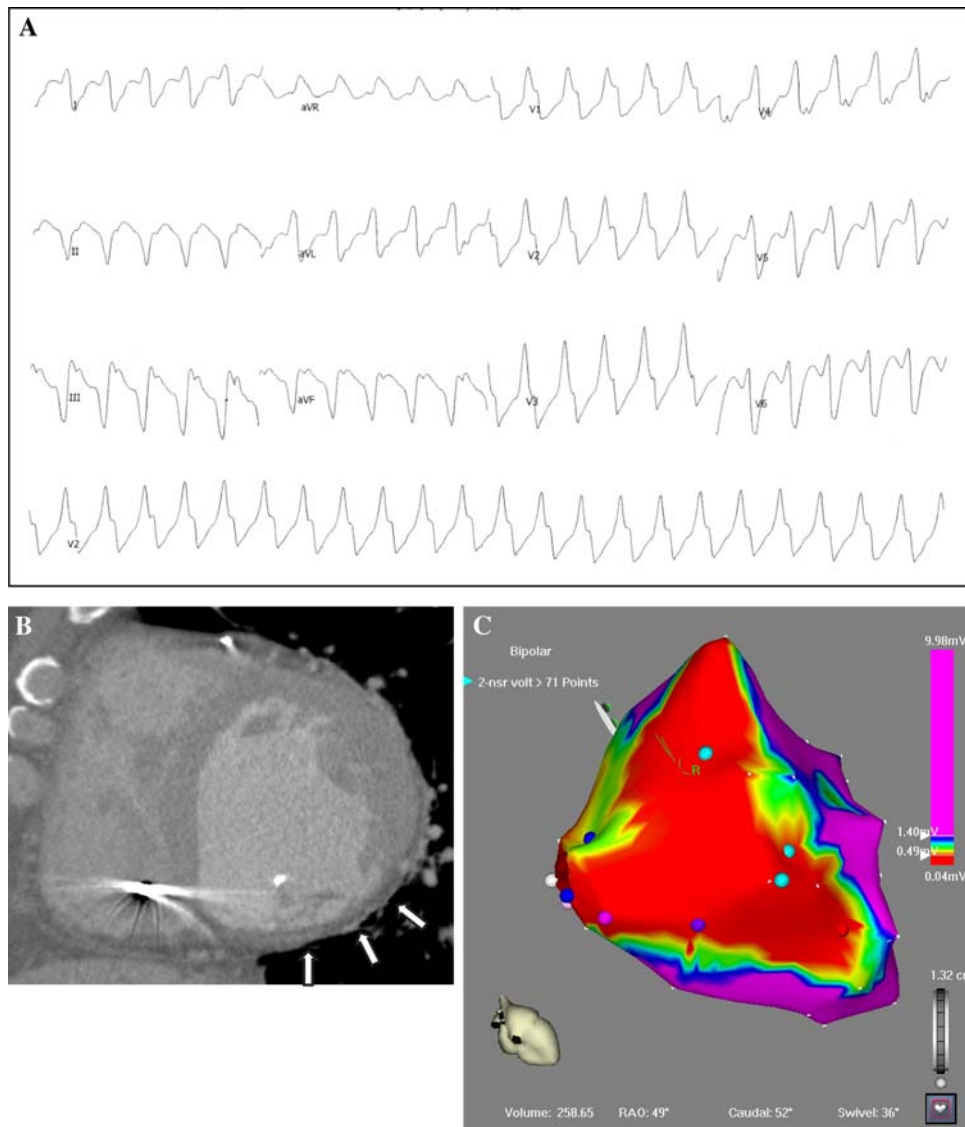 A
I
aVR
V1
V4
II
aVL
V2
V5
III
aVF
V3
V6
V2
B
C
Bipolar
2-nsr volt > 71 Points
9.98mV
1.40mV
0.49mV
0.04mV
R
1.32 cm
Volume: 258.65 RAO: 49° Caudal: 52° Swivel: 36°